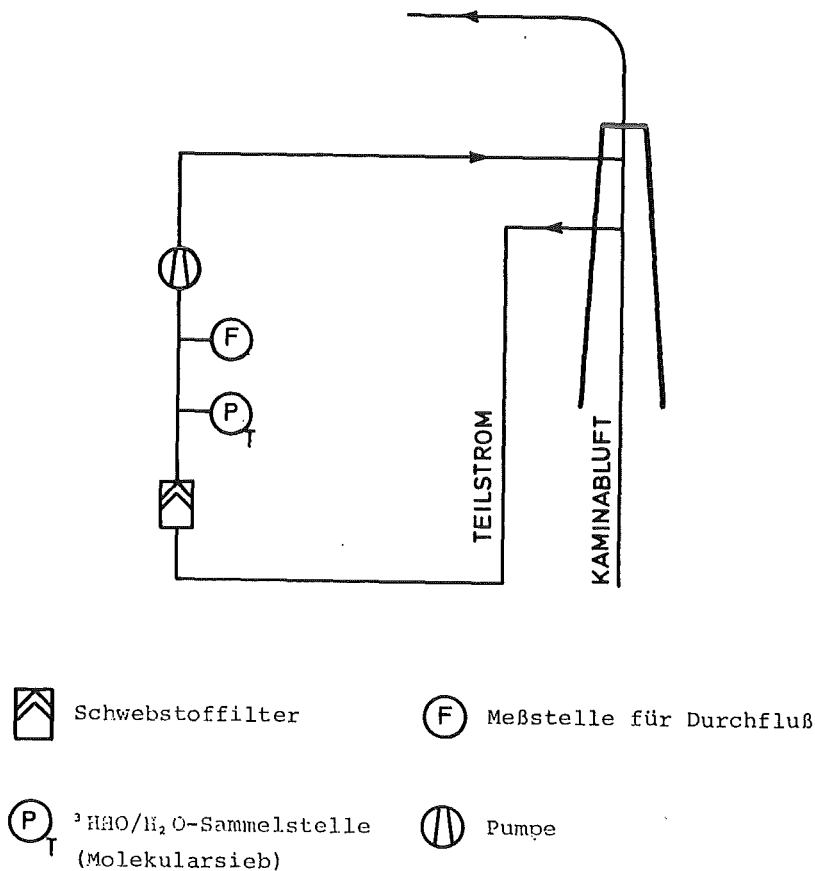 F
P
T
TEILSTROM
KAMINABLUFT
Schwebstoffilter
F Meßstelle für Durchfluß
P
T
³HHO/H₂O-Sammelstelle
(Molekularsieb)
Pumpe